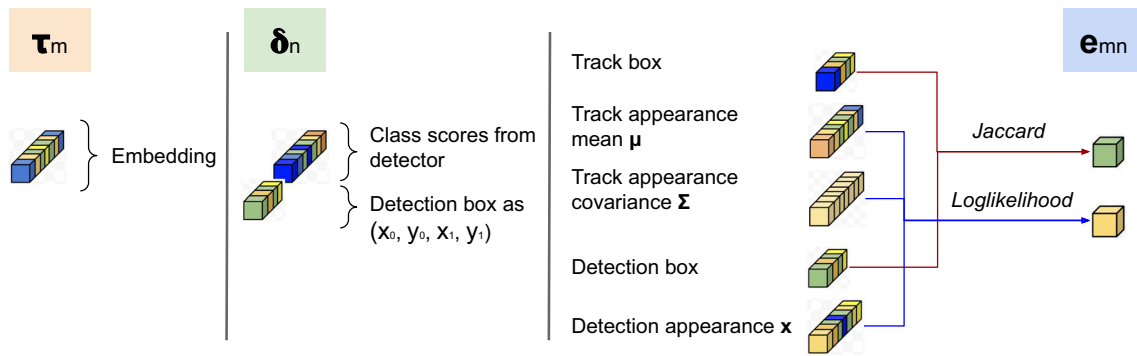 τm
Embedding
δn
Class scores from
detector
Detection box as
(x₀, y₀, x₁, y₁)
emn
Track box
Track appearance
mean μ
Track appearance
covariance Σ
Detection box
Detection appearance x
Jaccard
Loglikelihood